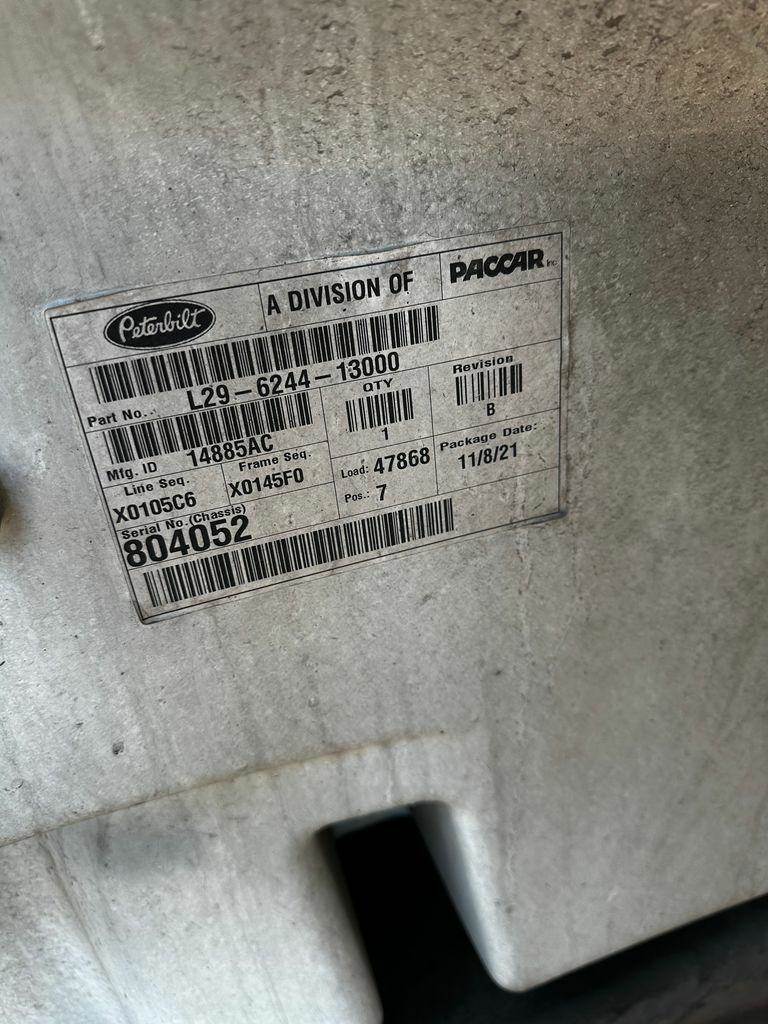 Peterbilt A DIVISION OF PACCAR Inc
Part No.. L29-6244-13000
Mfg. ID 14885AC
QTY
1
Revision
B
Line Seq.
X0105C6
Frame Seq.
X0145F0
Load: 47868
Pos.: 7
Package Date:
11/8/21
Serial No.(Chassis)
804052